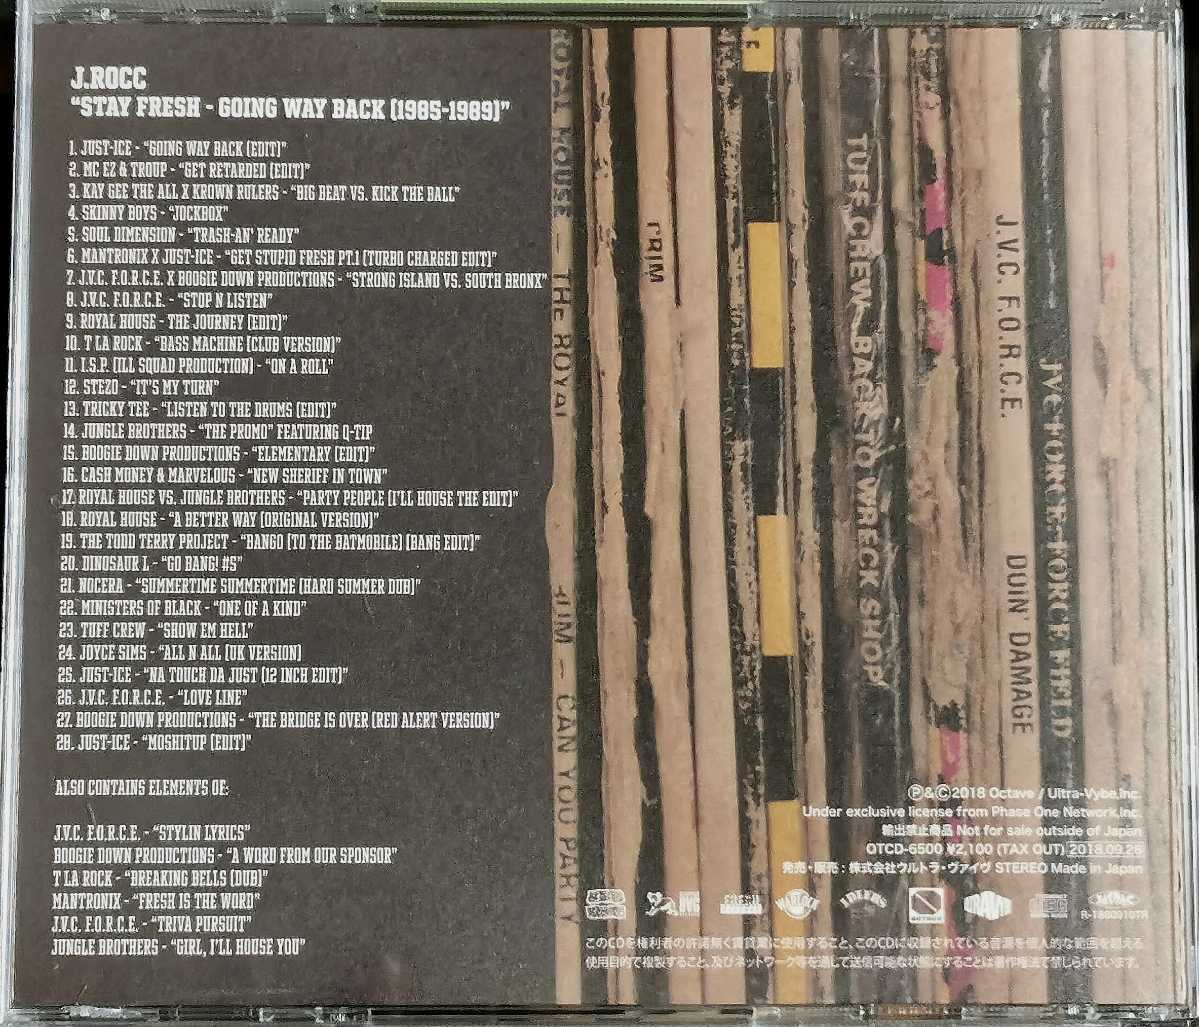 J.ROCC
"STAY FRESH - GOING WAY BACK (1985-1989)"
1. JUST-ICE - "GOING WAY BACK (EDIT)"
2. MC EZ & TROUP - "GET RETARDED (EDIT)"
3. KAY GEE THE ALL X KROWN RULERS - "BIG BEAT VS. KICK THE BALL"
4. SKINNY BOYS - "JOCKBOX"
5. SOUL DIMENSION - "TRASH-AN' READY"
6. MANTRONIX X JUST-ICE - "GET STUPID FRESH PT.1 (TURBO CHARGED EDIT)"
7. J.V.C. F.O.R.C.E. X BOOGIE DOWN PRODUCTIONS - "STRONG ISLAND VS. SOUTH BRONX"
8. J.V.C. F.O.R.C.E. - "STOP N LISTEN"
9. ROYAL HOUSE - THE JOURNEY (EDIT)"
10. T LA ROCK - "BASS MACHINE (CLUB VERSION)"
11. I.S.P. (ILL SQUAD PRODUCTION) - "ON A ROLL"
12. STEZO - "IT'S MY TURN"
13. TRICKY TEE - "LISTEN TO THE DRUMS (EDIT)"
14. JUNGLE BROTHERS - "THE PROMO" FEATURING Q-TIP
15. BOOGIE DOWN PRODUCTIONS - "ELEMENTARY (EDIT)"
16. CASH MONEY & MARVELOUS - "NEW SHERIFF IN TOWN"
17. ROYAL HOUSE VS. JUNGLE BROTHERS - "PARTY PEOPLE (I'LL HOUSE THE EDIT)"
18. ROYAL HOUSE - "A BETTER WAY (ORIGINAL VERSION)"
19. THE TODD TERRY PROJECT - "BANGO (TO THE BATMOBILE) (BANG EDIT)"
20. DINOSAUR L - "GO BANG! #5"
21. NOCERA - "SUMMERTIME SUMMERTIME (HARD SUMMER DUB)"
22. MINISTERS OF BLACK - "ONE OF A KIND"
23. TUFF CREW - "SHOW EM HELL"
24. JOYCE SIMS - "ALL N ALL (UK VERSION)
25. JUST-ICE - "NA TOUCH DA JUST (12 INCH EDIT)"
26. J.V.C. F.O.R.C.E. - "LOVE LINE"
27. BOOGIE DOWN PRODUCTIONS - "THE BRIDGE IS OVER (RED ALERT VERSION)"
28. JUST-ICE - "MOSHITUP (EDIT)"
ALSO CONTAINS ELEMENTS OF:
J.V.C. F.O.R.C.E. - "STYLIN LYRICS"
BOOGIE DOWN PRODUCTIONS - "A WORD FROM OUR SPONSOR"
T LA ROCK - "BREAKING BELLS (DUB)"
MANTRONIX - "FRESH IS THE WORD"
J.V.C. F.O.R.C.E. - "TRIVA PURSUIT"
JUNGLE BROTHERS - "GIRL, I'LL HOUSE YOU"
ROYAL HOUSE - THE ROYAL
CAN YOU PARTY
TUFF CREW - BACK TO WRECK SHOP
J.V.C. F.O.R.C.E. DOIN' DAMAGE
JVC FORCE-FORCE FIELD
Ⓟ&Ⓒ2018 Octave / Ultra-Vybe,Inc.
Under exclusive license from Phase One Network,Inc.
輸出禁止商品 Not for sale outside of Japan
OTCD-6500 ¥2,100 (TAX OUT) 2018.09.26
発売・販売：株式会社ウルトラ・ヴァイヴ STEREO Made in Japan
WARLOCK
IDLERS
OCTAVE
R-1880910TR
このCDを権利者の許諾無く賃貸業に使用すること、このCDに収録されている音源を個人的な範囲を超える
使用目的で複製すること、及びネットワーク等を通して送信可能な状態にすることは著作権法で禁じられています。